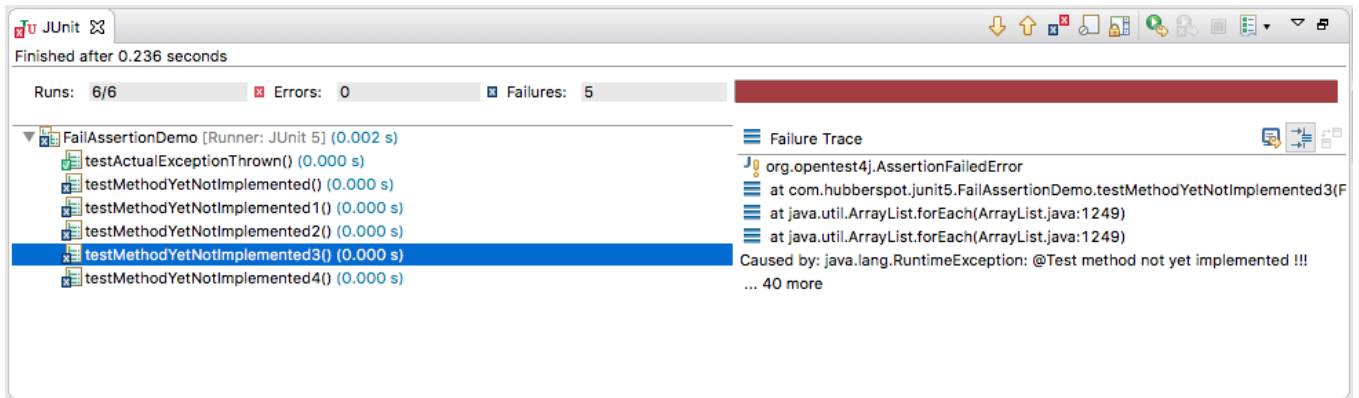 JUnit
Finished after 0.236 seconds
Runs: 6/6 Errors: 0 Failures: 5
FailAssertionDemo [Runner: JUnit 5] (0.002 s)
testActualExceptionThrown() (0.000 s)
testMethodYetNotImplemented() (0.000 s)
testMethodYetNotImplemented1() (0.000 s)
testMethodYetNotImplemented2() (0.000 s)
testMethodYetNotImplemented3() (0.000 s)
testMethodYetNotImplemented4() (0.000 s)
Failure Trace
org.opentest4j.AssertionFailedError
at com.hubberspot.junit5.FailAssertionDemo.testMethodYetNotImplemented3(F
at java.util.ArrayList.forEach(ArrayList.java:1249)
at java.util.ArrayList.forEach(ArrayList.java:1249)
Caused by: java.lang.RuntimeException: @Test method not yet implemented !!!
... 40 more